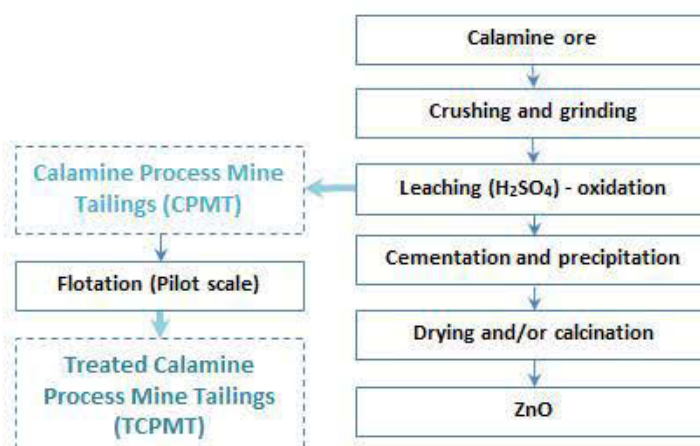 Calamine ore
Crushing and grinding
Leaching (H₂SO₄) - oxidation
Cementation and precipitation
Drying and/or calcination
ZnO
Calamine Process Mine
Tailings (CPMT)
Flotation (Pilot scale)
Treated Calamine
Process Mine Tailings
(TCPMT)